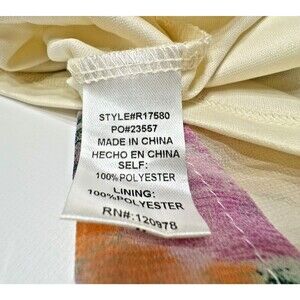 STYLE#R17580
PO#23557
MADE IN CHINA
HECHO EN CHINA
SELF:
100%POLYESTER
LINING:
100%POLYESTER
RN#:120978